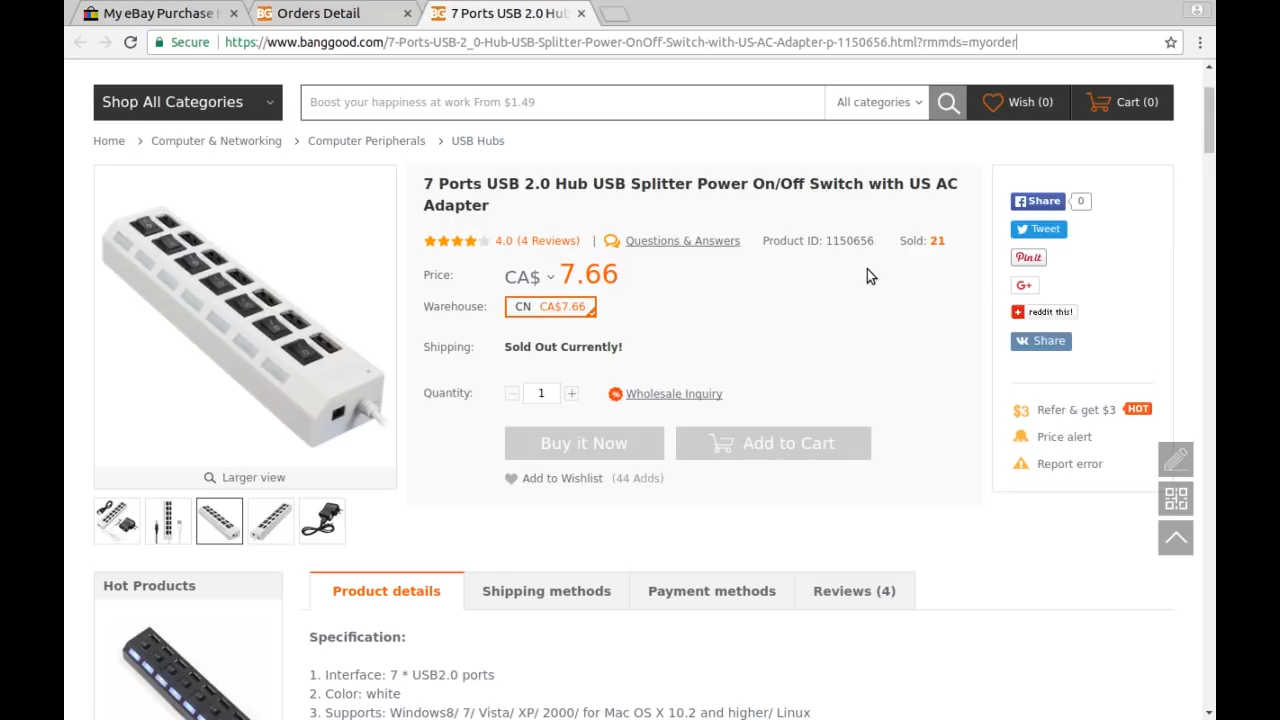 My eBay Purchase H
Orders Detail
7 Ports USB 2.0 Hub
Secure
https://www.banggood.com/7-Ports-USB-2_0-Hub-USB-Splitter-Power-OnOff-Switch-with-US-AC-Adapter-p-1150656.html?rmmds=myorder
Shop All Categories
Boost your happiness at work From $1.49
All categories
Wish (0)
Cart (0)
Home > Computer & Networking > Computer Peripherals > USB Hubs
7 Ports USB 2.0 Hub USB Splitter Power On/Off Switch with US AC
Adapter
4.0 (4 Reviews) | Questions & Answers Product ID: 1150656 Sold: 21
Price: CA$ 7.66
Warehouse: CN CA$7.66
Shipping: Sold Out Currently!
Quantity: 1 Wholesale Inquiry
Buy it Now
Add to Cart
Add to Wishlist (44 Adds)
Share 0
Tweet
Pin it
G+
reddit this!
Share
$3 Refer & get $3 HOT
Price alert
Report error
Larger view
Hot Products
Product details
Shipping methods
Payment methods
Reviews (4)
Specification:
1. Interface: 7 * USB2.0 ports
2. Color: white
3. Supports: Windows8/ 7/ Vista/ XP/ 2000/ for Mac OS X 10.2 and higher/ Linux